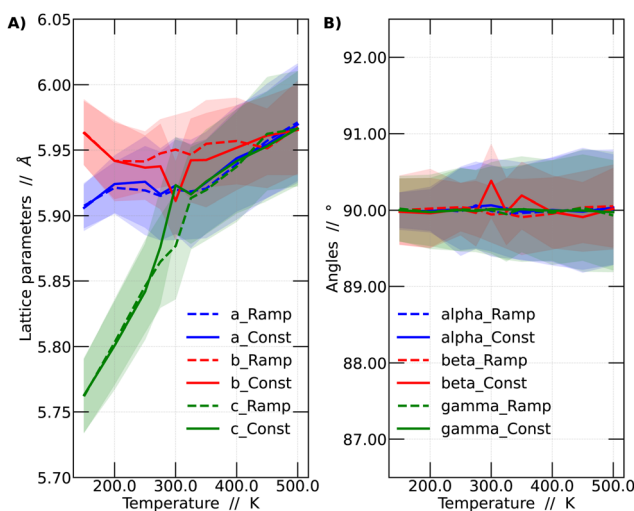 A)
6.05
6.00
5.95
5.90
5.85
5.80
5.75
5.70
Lattice parameters // Å
200.0 300.0 400.0 500.0
Temperature // K
a_Ramp
a_Const
b_Ramp
b_Const
c_Ramp
c_Const
B)
92.00
91.00
90.00
89.00
88.00
87.00
Angles // °
200.0 300.0 400.0 500.0
Temperature // K
alpha_Ramp
alpha_Const
beta_Ramp
beta_Const
gamma_Ramp
gamma_Const